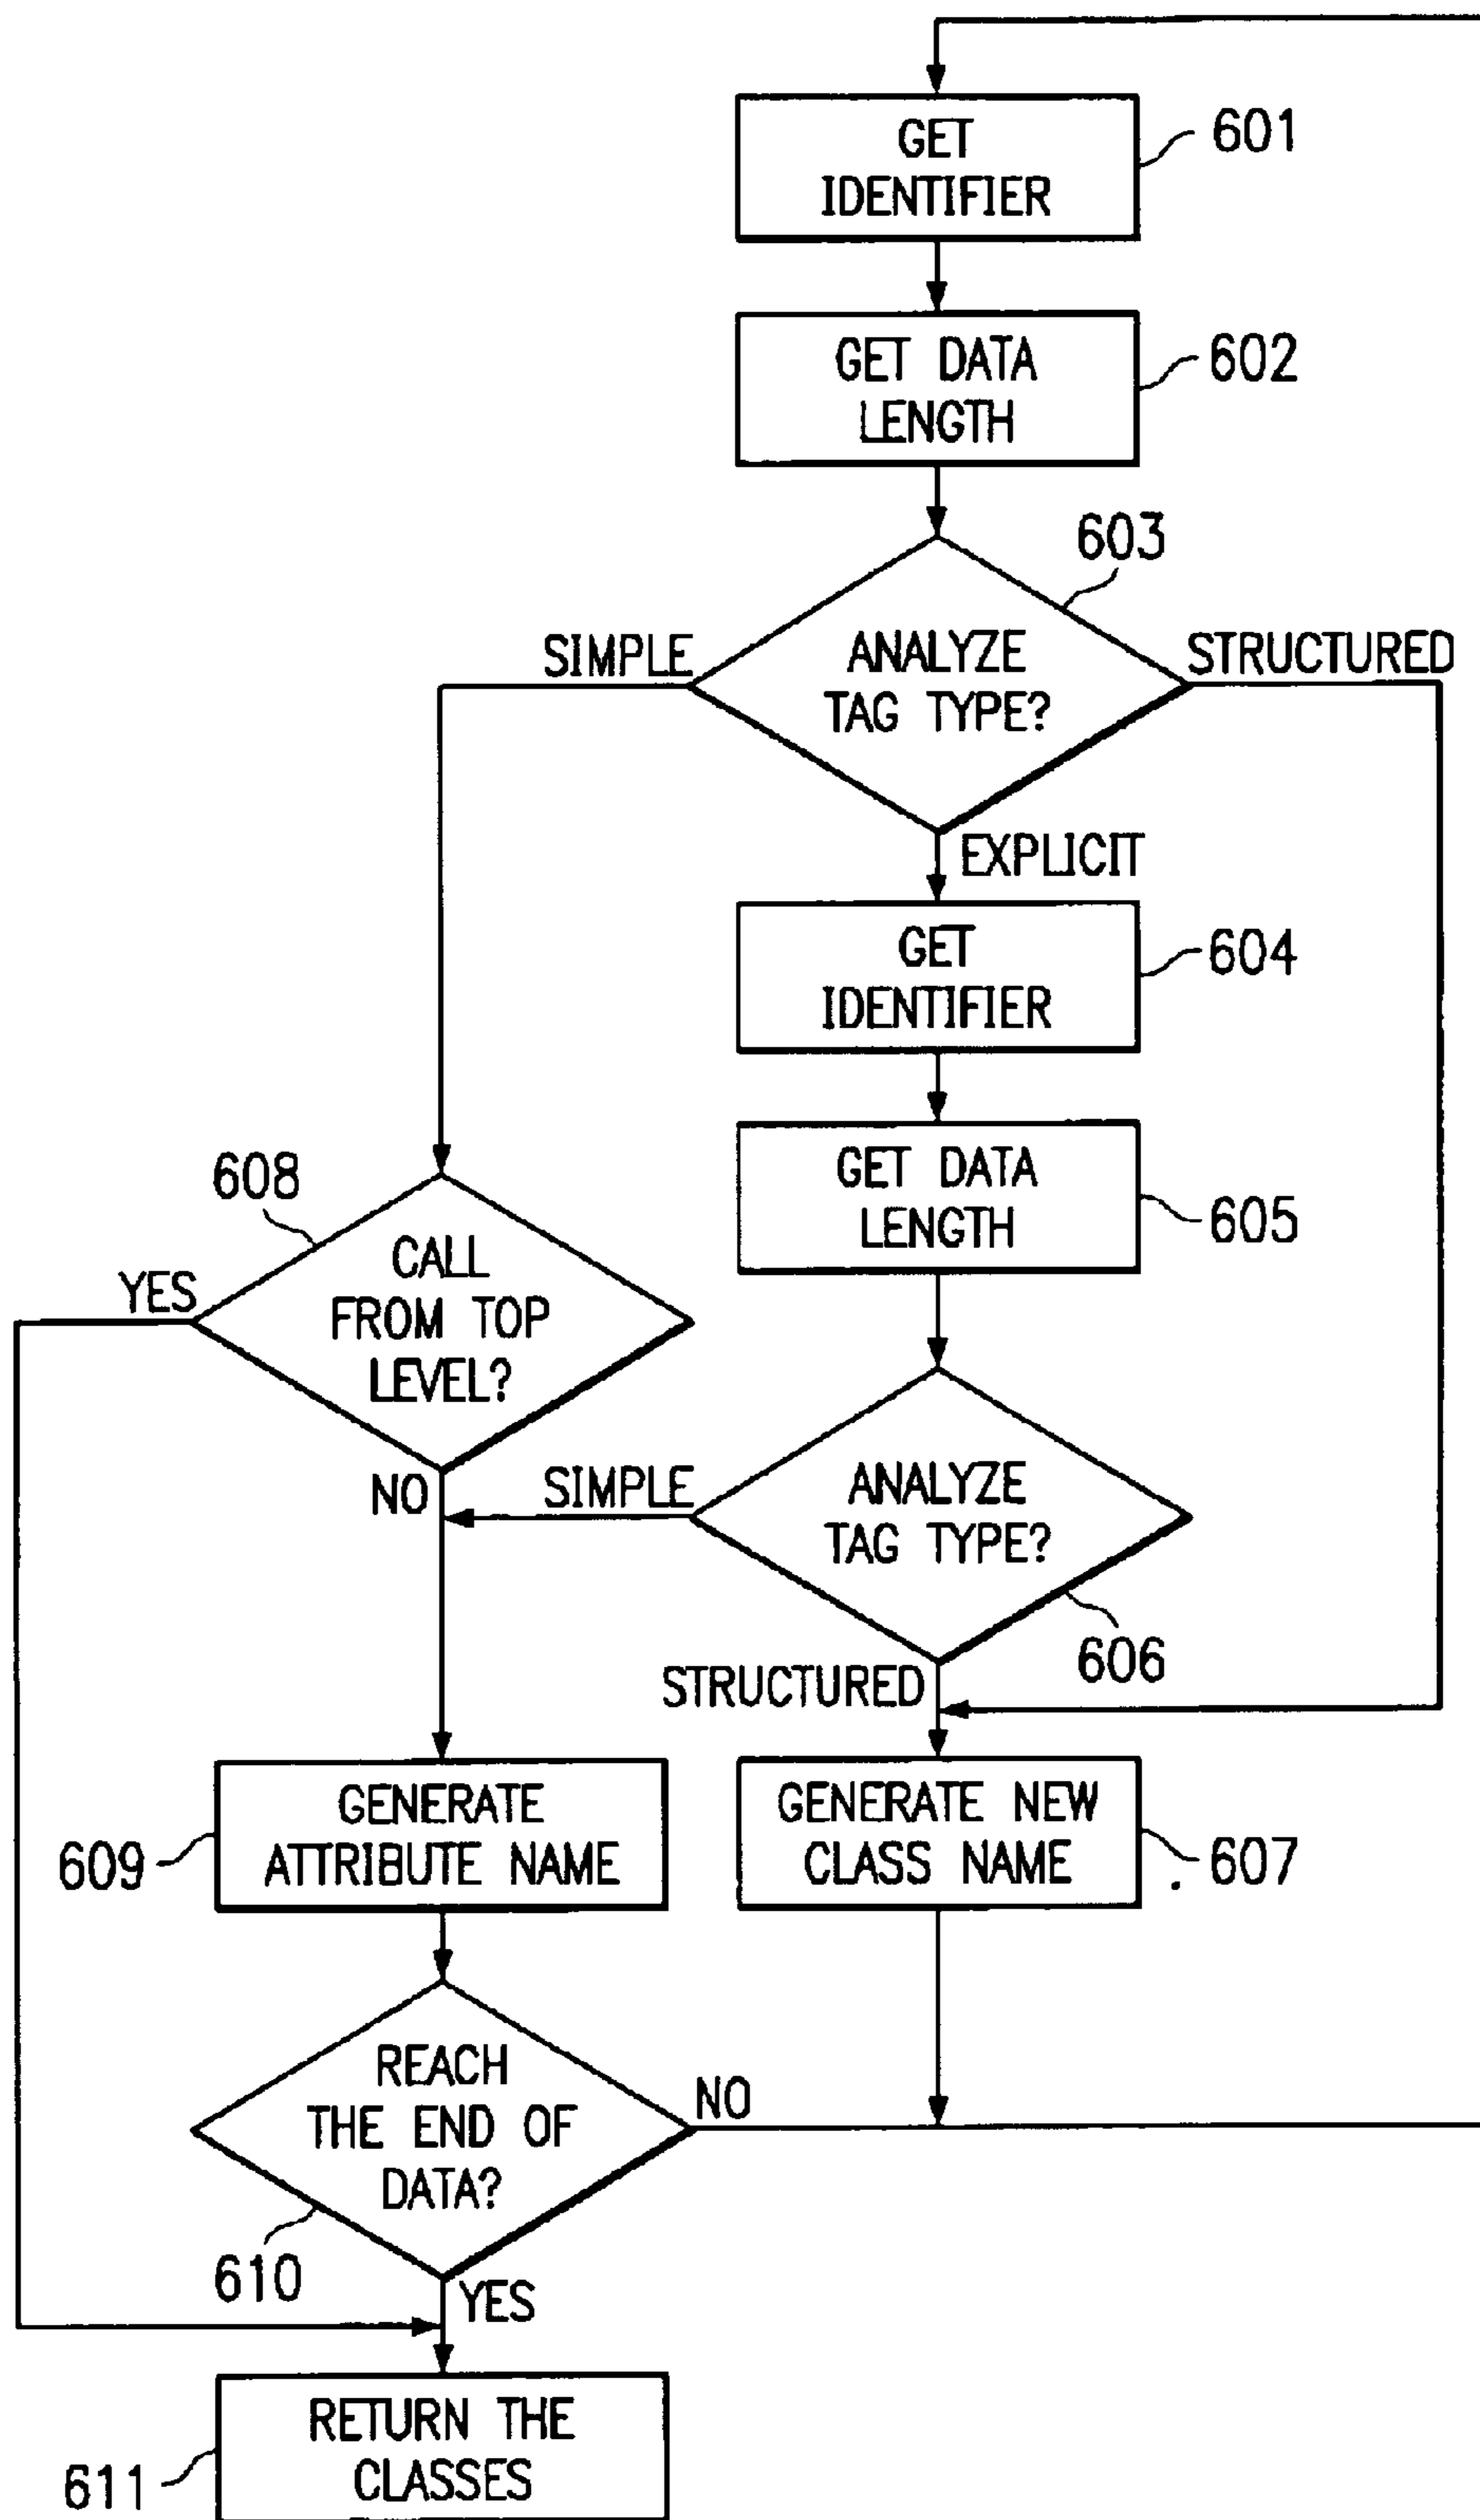 GET
IDENTIFIER
601
GET DATA
LENGTH
602
603
ANALYZE
TAG TYPE?
SIMPLE
STRUCTURED
EXPLICIT
GET
IDENTIFIER
604
GET DATA
LENGTH
605
608
CALL
FROM TOP
LEVEL?
YES
NO
SIMPLE
ANALYZE
TAG TYPE?
606
STRUCTURED
GENERATE
ATTRIBUTE NAME
609
GENERATE NEW
CLASS NAME
607
REACH
THE END OF
DATA?
NO
610
YES
RETURN THE
CLASSES
611